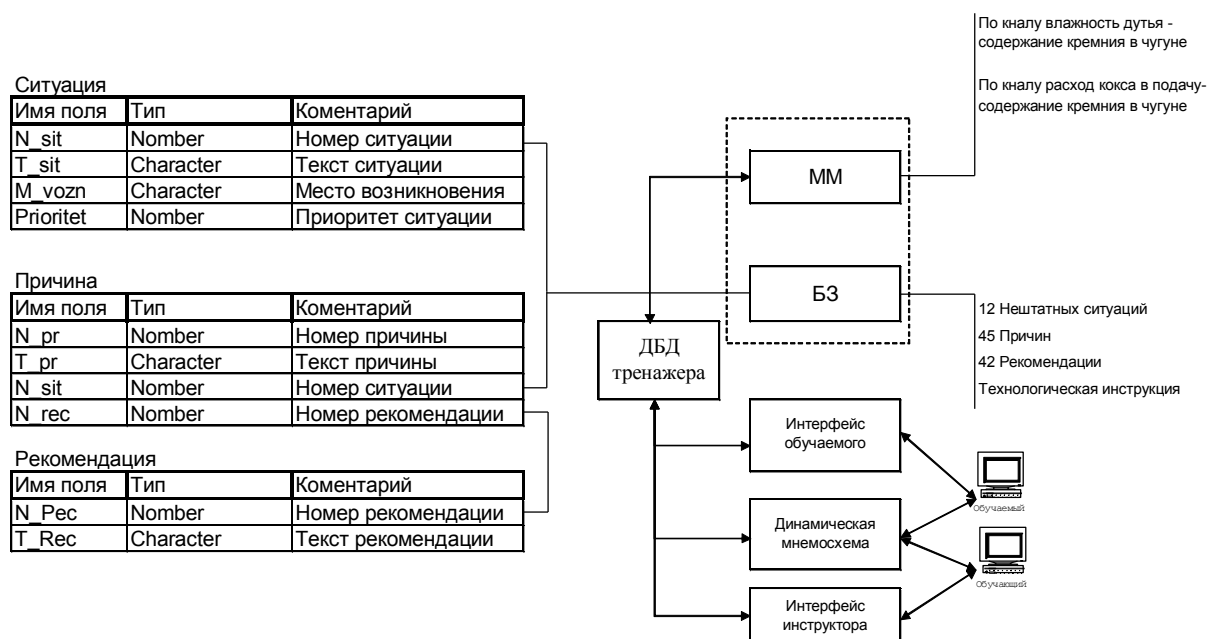 По кналу влажность дутья -
содержание кремния в чугуне
По кналу расход кокса в подачу-
содержание кремния в чугуне
Ситуация
Имя поля Тип Коментарий
N_sit Nomber Номер ситуации
T_sit Character Текст ситуации
M_vozn Character Место возникновения
Prioritet Nomber Приоритет ситуации
Причина
Имя поля Тип Коментарий
N_pr Nomber Номер причины
T_pr Character Текст причины
N_sit Nomber Номер ситуации
N_rec Nomber Номер рекомендации
Рекомендация
Имя поля Тип Коментарий
N_Pec Nomber Номер рекомендации
T_Rec Character Текст рекомендации
ММ
БЗ
ДБД
тренажера
12 Нештатных ситуаций
45 Причин
42 Рекомендации
Технологическая инструкция
Интерфейс
обучаемого
Динамическая
мнемосхема
Интерфейс
инструктора
Обучаемый
Обучающий